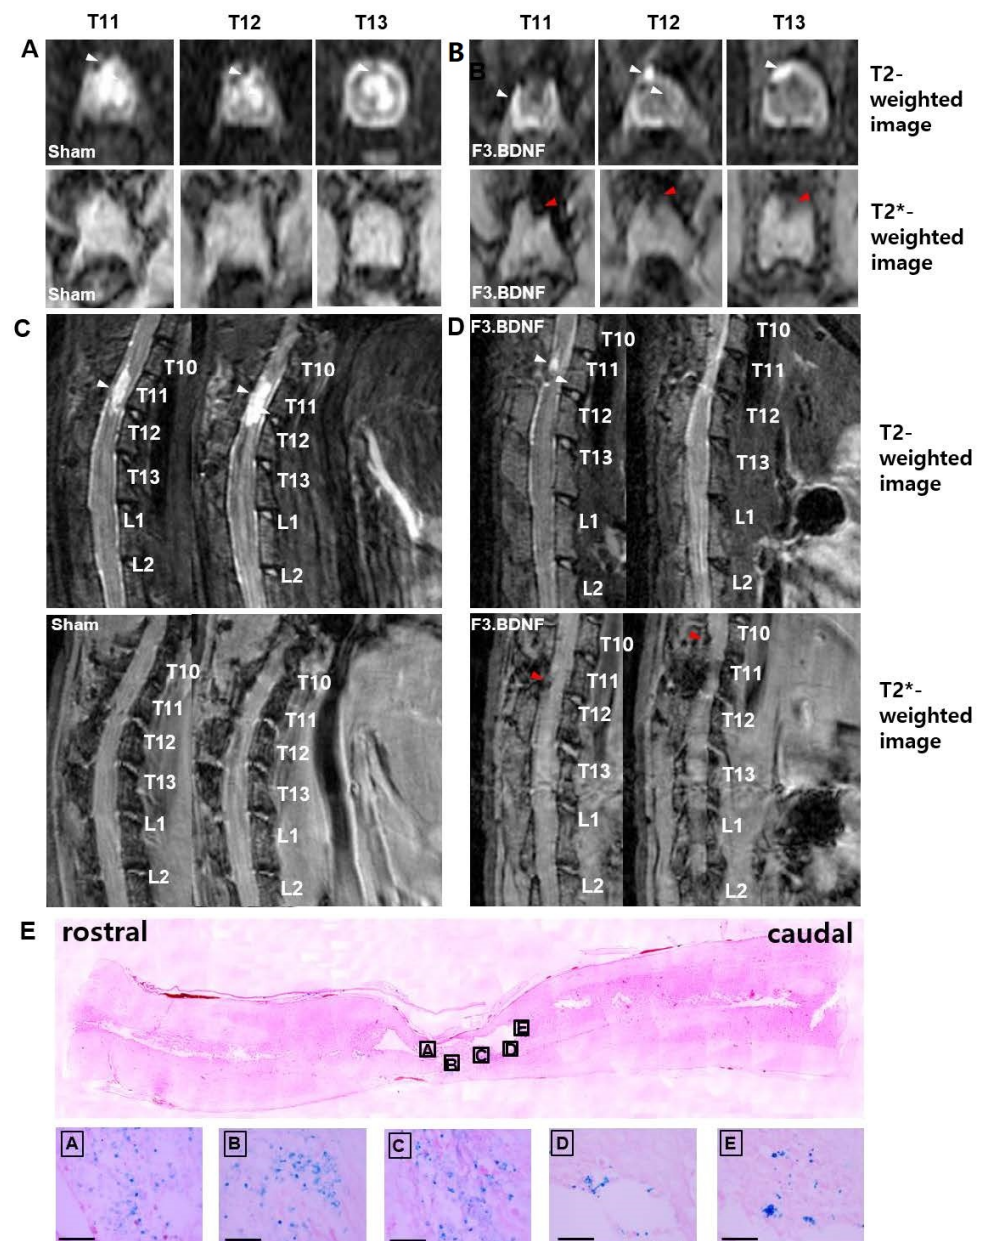 T11 T12 T13 T11 T12 T13
A
B
B
T2-
weighted
image
Sham
F3.BDNF
T2*-
weighted
image
Sham
F3.BDNF
C
T10
T11
T12
T13
L1
L2
T10
T11
T12
T13
L1
L2
D
F3.BDNF
T10
T11
T12
T13
L1
L2
T10
T11
T12
T13
L1
L2
T2-
weighted
image
Sham
T10
T11
T12
T13
L1
L2
T10
T11
T12
T13
L1
L2
F3.BDNF
T10
T11
T12
T13
L1
L2
T10
T11
T12
T13
L1
L2
T2*-
weighted
image
E
rostral caudal
A
B
C
D
E
A B C D E